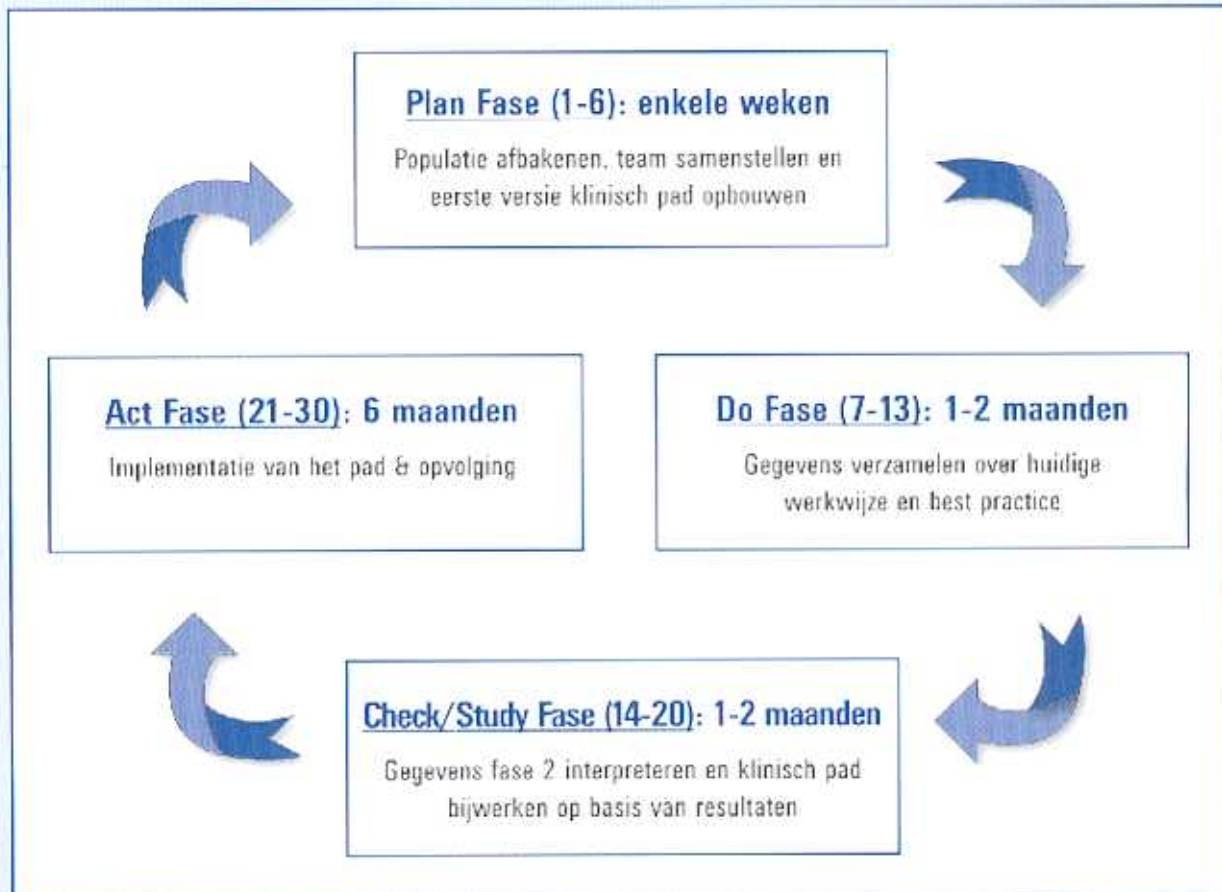 Plan Fase (1-6): enkele weken
Populatie afbakenen, team samenstellen en
eerste versie klinisch pad opbouwen
Act Fase (21-30): 6 maanden
Implementatie van het pad & opvolging
Do Fase (7-13): 1-2 maanden
Gegevens verzamelen over huidige
werkwijze en best practice
Check/Study Fase (14-20): 1-2 maanden
Gegevens fase 2 interpreteren en klinisch pad
bijwerken op basis van resultaten